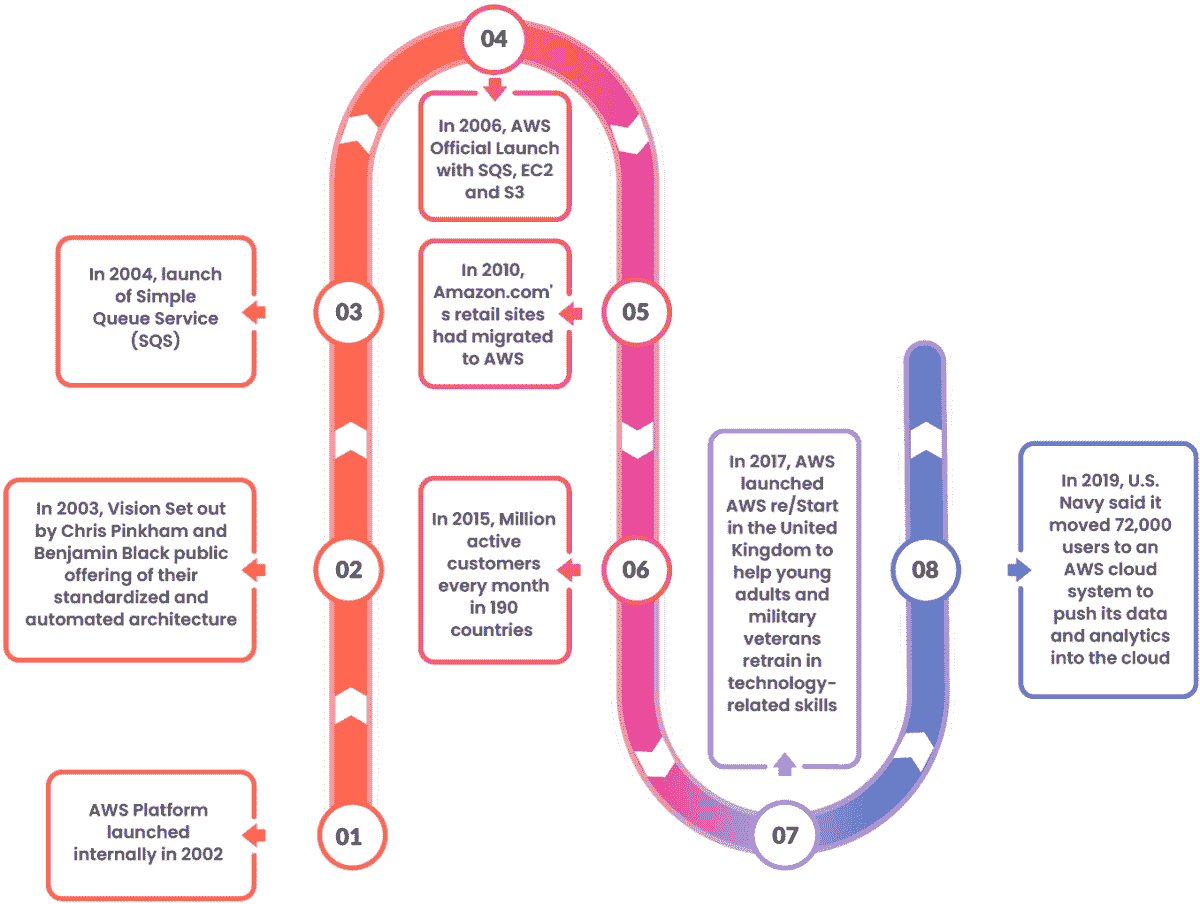 01
AWS Platform
launched
internally in 2002
02
In 2003, Vision Set out
by Chris Pinkham and
Benjamin Black public
offering of their
standardized and
automated architecture
03
In 2004, launch
of Simple
Queue Service
(SQS)
04
In 2006, AWS
Official Launch
with SQS, EC2
and S3
05
In 2010,
Amazon.com'
s retail sites
had migrated
to AWS
06
In 2015, Million
active
customers
every month
in 190
countries
07
In 2017, AWS
launched
AWS re/Start
in the United
Kingdom to
help young
adults and
military
veterans
retrain in
technology-
related skills
08
In 2019, U.S.
Navy said it
moved 72,000
users to an
AWS cloud
system to
push its data
and analytics
into the cloud